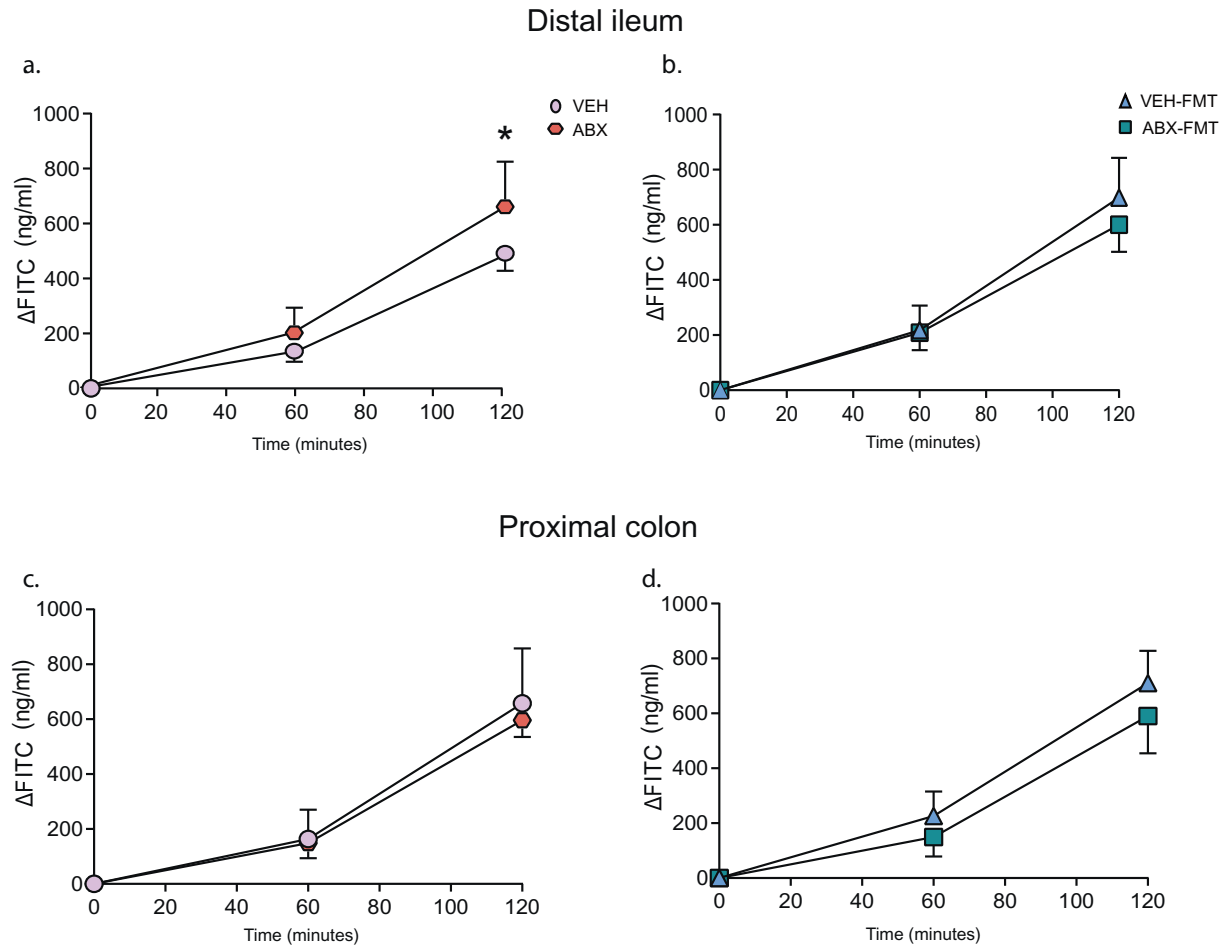 Distal ileum
a.
VEH
ABX
*
ΔFITC (ng/ml)
1000
800
600
400
200
0
0 20 40 60 80 100 120
Time (minutes)
b.
VEH-FMT
ABX-FMT
ΔFITC (ng/ml)
1000
800
600
400
200
0
0 20 40 60 80 100 120
Time (minutes)
Proximal colon
c.
ΔFITC (ng/ml)
1000
800
600
400
200
0
0 20 40 60 80 100 120
Time (minutes)
d.
ΔFITC (ng/ml)
1000
800
600
400
200
0
0 20 40 60 80 100 120
Time (minutes)